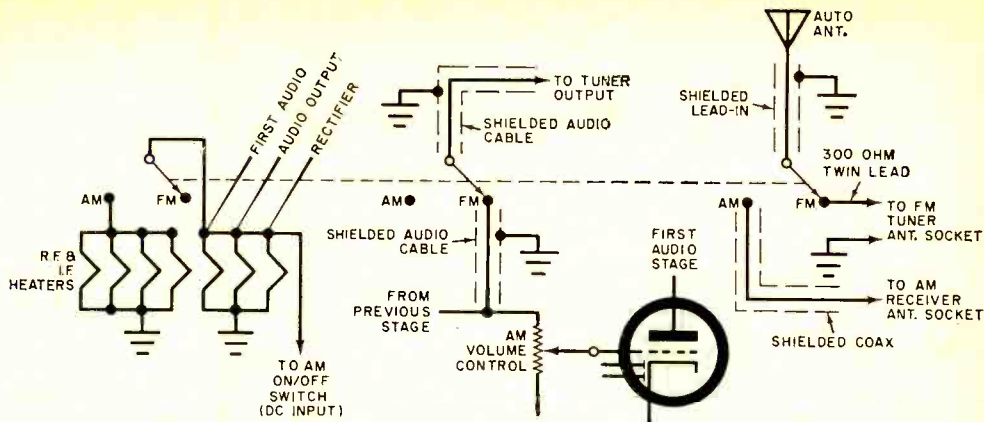 FIRST AUDIO
AUDIO OUTPUT
RECTIFIER
AM
FM
R.F. &
I.F.
HEATERS
TO AM
ON/OFF
SWITCH
(DC INPUT)
TO TUNER
OUTPUT
SHIELDED AUDIO
CABLE
AM
FM
SHIELDED AUDIO
CABLE
FROM
PREVIOUS
STAGE
AM
VOLUME
CONTROL
FIRST
AUDIO
STAGE
AUTO
ANT.
SHIELDED
LEAD-IN
300 OHM
TWIN LEAD
AM
FM
TO FM
TUNER
ANT. SOCKET
TO AM
RECEIVER
ANT. SOCKET
SHIELDED COAX